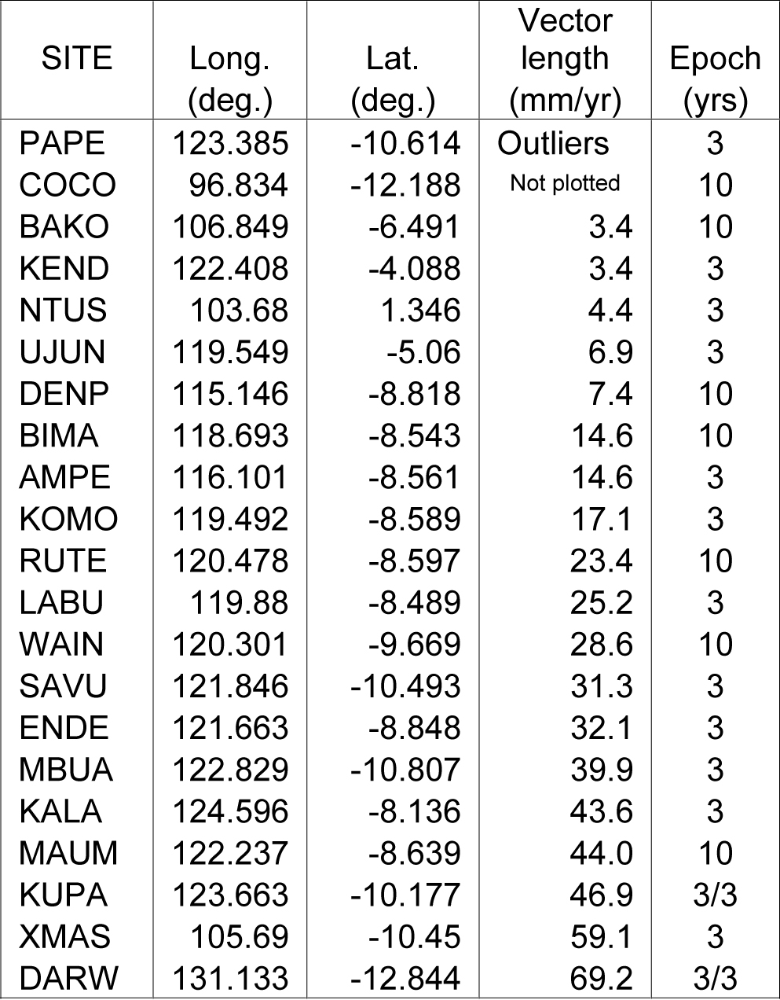 SITE Long. (deg.) Lat. (deg.) Vector length (mm/yr) Epoch (yrs)
PAPE 123.385 -10.614 Outliers 3
COCO 96.834 -12.188 Not plotted 10
BAKO 106.849 -6.491 3.4 10
KEND 122.408 -4.088 3.4 3
NTUS 103.68 1.346 4.4 3
UJUN 119.549 -5.06 6.9 3
DENP 115.146 -8.818 7.4 10
BIMA 118.693 -8.543 14.6 10
AMPE 116.101 -8.561 14.6 3
KOMO 119.492 -8.589 17.1 3
RUTE 120.478 -8.597 23.4 10
LABU 119.88 -8.489 25.2 3
WAIN 120.301 -9.669 28.6 10
SAVU 121.846 -10.493 31.3 3
ENDE 121.663 -8.848 32.1 3
MBUA 122.829 -10.807 39.9 3
KALA 124.596 -8.136 43.6 3
MAUM 122.237 -8.639 44.0 10
KUPA 123.663 -10.177 46.9 3/3
XMAS 105.69 -10.45 59.1 3
DARW 131.133 -12.844 69.2 3/3